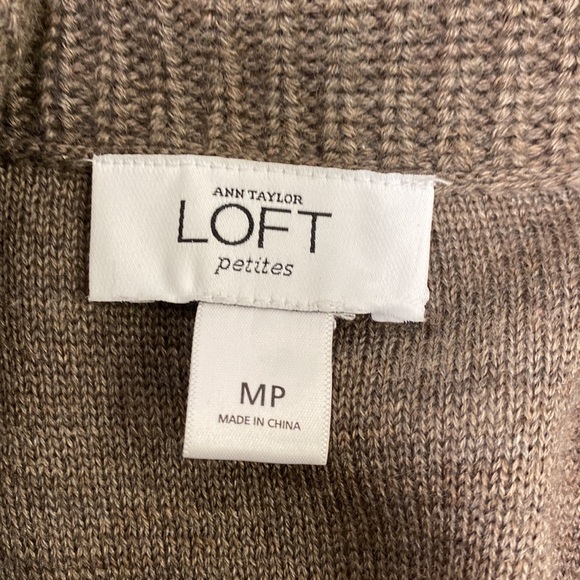 ANN TAYLOR
LOFT
petites
MP
MADE IN CHINA